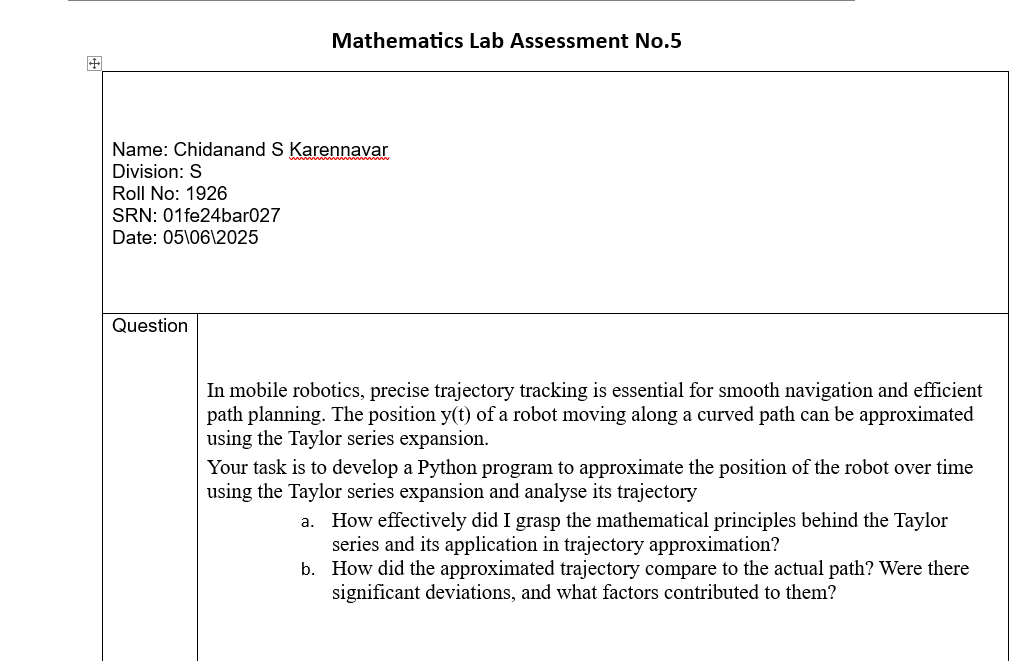 Mathematics Lab Assessment No.5
Name: Chidanand S Karennavar
Division: S
Roll No: 1926
SRN: 01fe24bar027
Date: 05\06\2025
Question
In mobile robotics, precise trajectory tracking is essential for smooth navigation and efficient
path planning. The position y(t) of a robot moving along a curved path can be approximated
using the Taylor series expansion.
Your task is to develop a Python program to approximate the position of the robot over time
using the Taylor series expansion and analyse its trajectory
a. How effectively did I grasp the mathematical principles behind the Taylor
series and its application in trajectory approximation?
b. How did the approximated trajectory compare to the actual path? Were there
significant deviations, and what factors contributed to them?